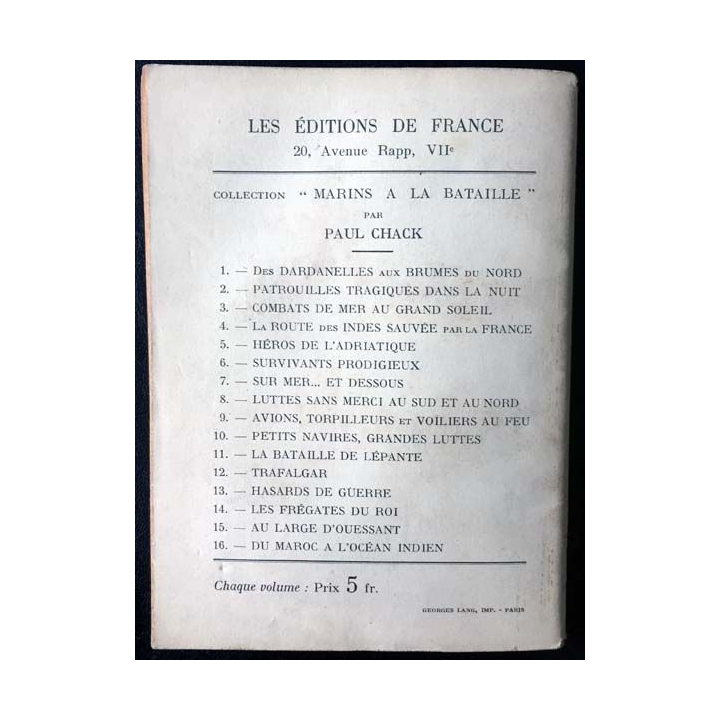 LES ÉDITIONS DE FRANCE
20, Avenue Rapp, VIIe
COLLECTION “ MARINS A LA BATAILLE ”
PAR
PAUL CHACK
1. — DES DARDANELLES AUX BRUMES DU NORD
2. — PATROUILLES TRAGIQUES DANS LA NUIT
3. — COMBATS DE MER AU GRAND SOLEIL
4. — LA ROUTE DES INDES SAUVÉE PAR LA FRANCE
5. — HÉROS DE L'ADRIATIQUE
6. — SURVIVANTS PRODIGIEUX
7. — SUR MER... ET DESSOUS
8. — LUTTES SANS MERCI AU SUD ET AU NORD
9. — AVIONS, TORPILLEURS ET VOILIERS AU FEU
10. — PETITS NAVIRES, GRANDES LUTTES
11. — LA BATAILLE DE LÉPANTE
12. — TRAFALGAR
13. — HASARDS DE GUERRE
14. — LES FRÉGATES DU ROI
15. — AU LARGE D'OUESSANT
16. — DU MAROC A L'OCÉAN INDIEN
Chaque volume : Prix 5 fr.
GEORGES LANG, IMP. - PARIS